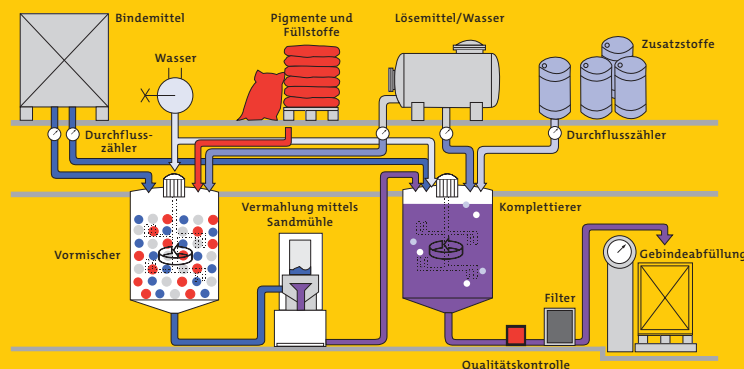 Bindemittel
Pigmente und
Füllstoffe
Lösemittel/Wasser
Zusatzstoffe
Wasser
Durchfluss-
zähler
Durchflusszähler
Vormischer
Vermahlung mittels
Sandmühle
Komplettierer
Gebindeabfüllung
Filter
Qualitätskontrolle